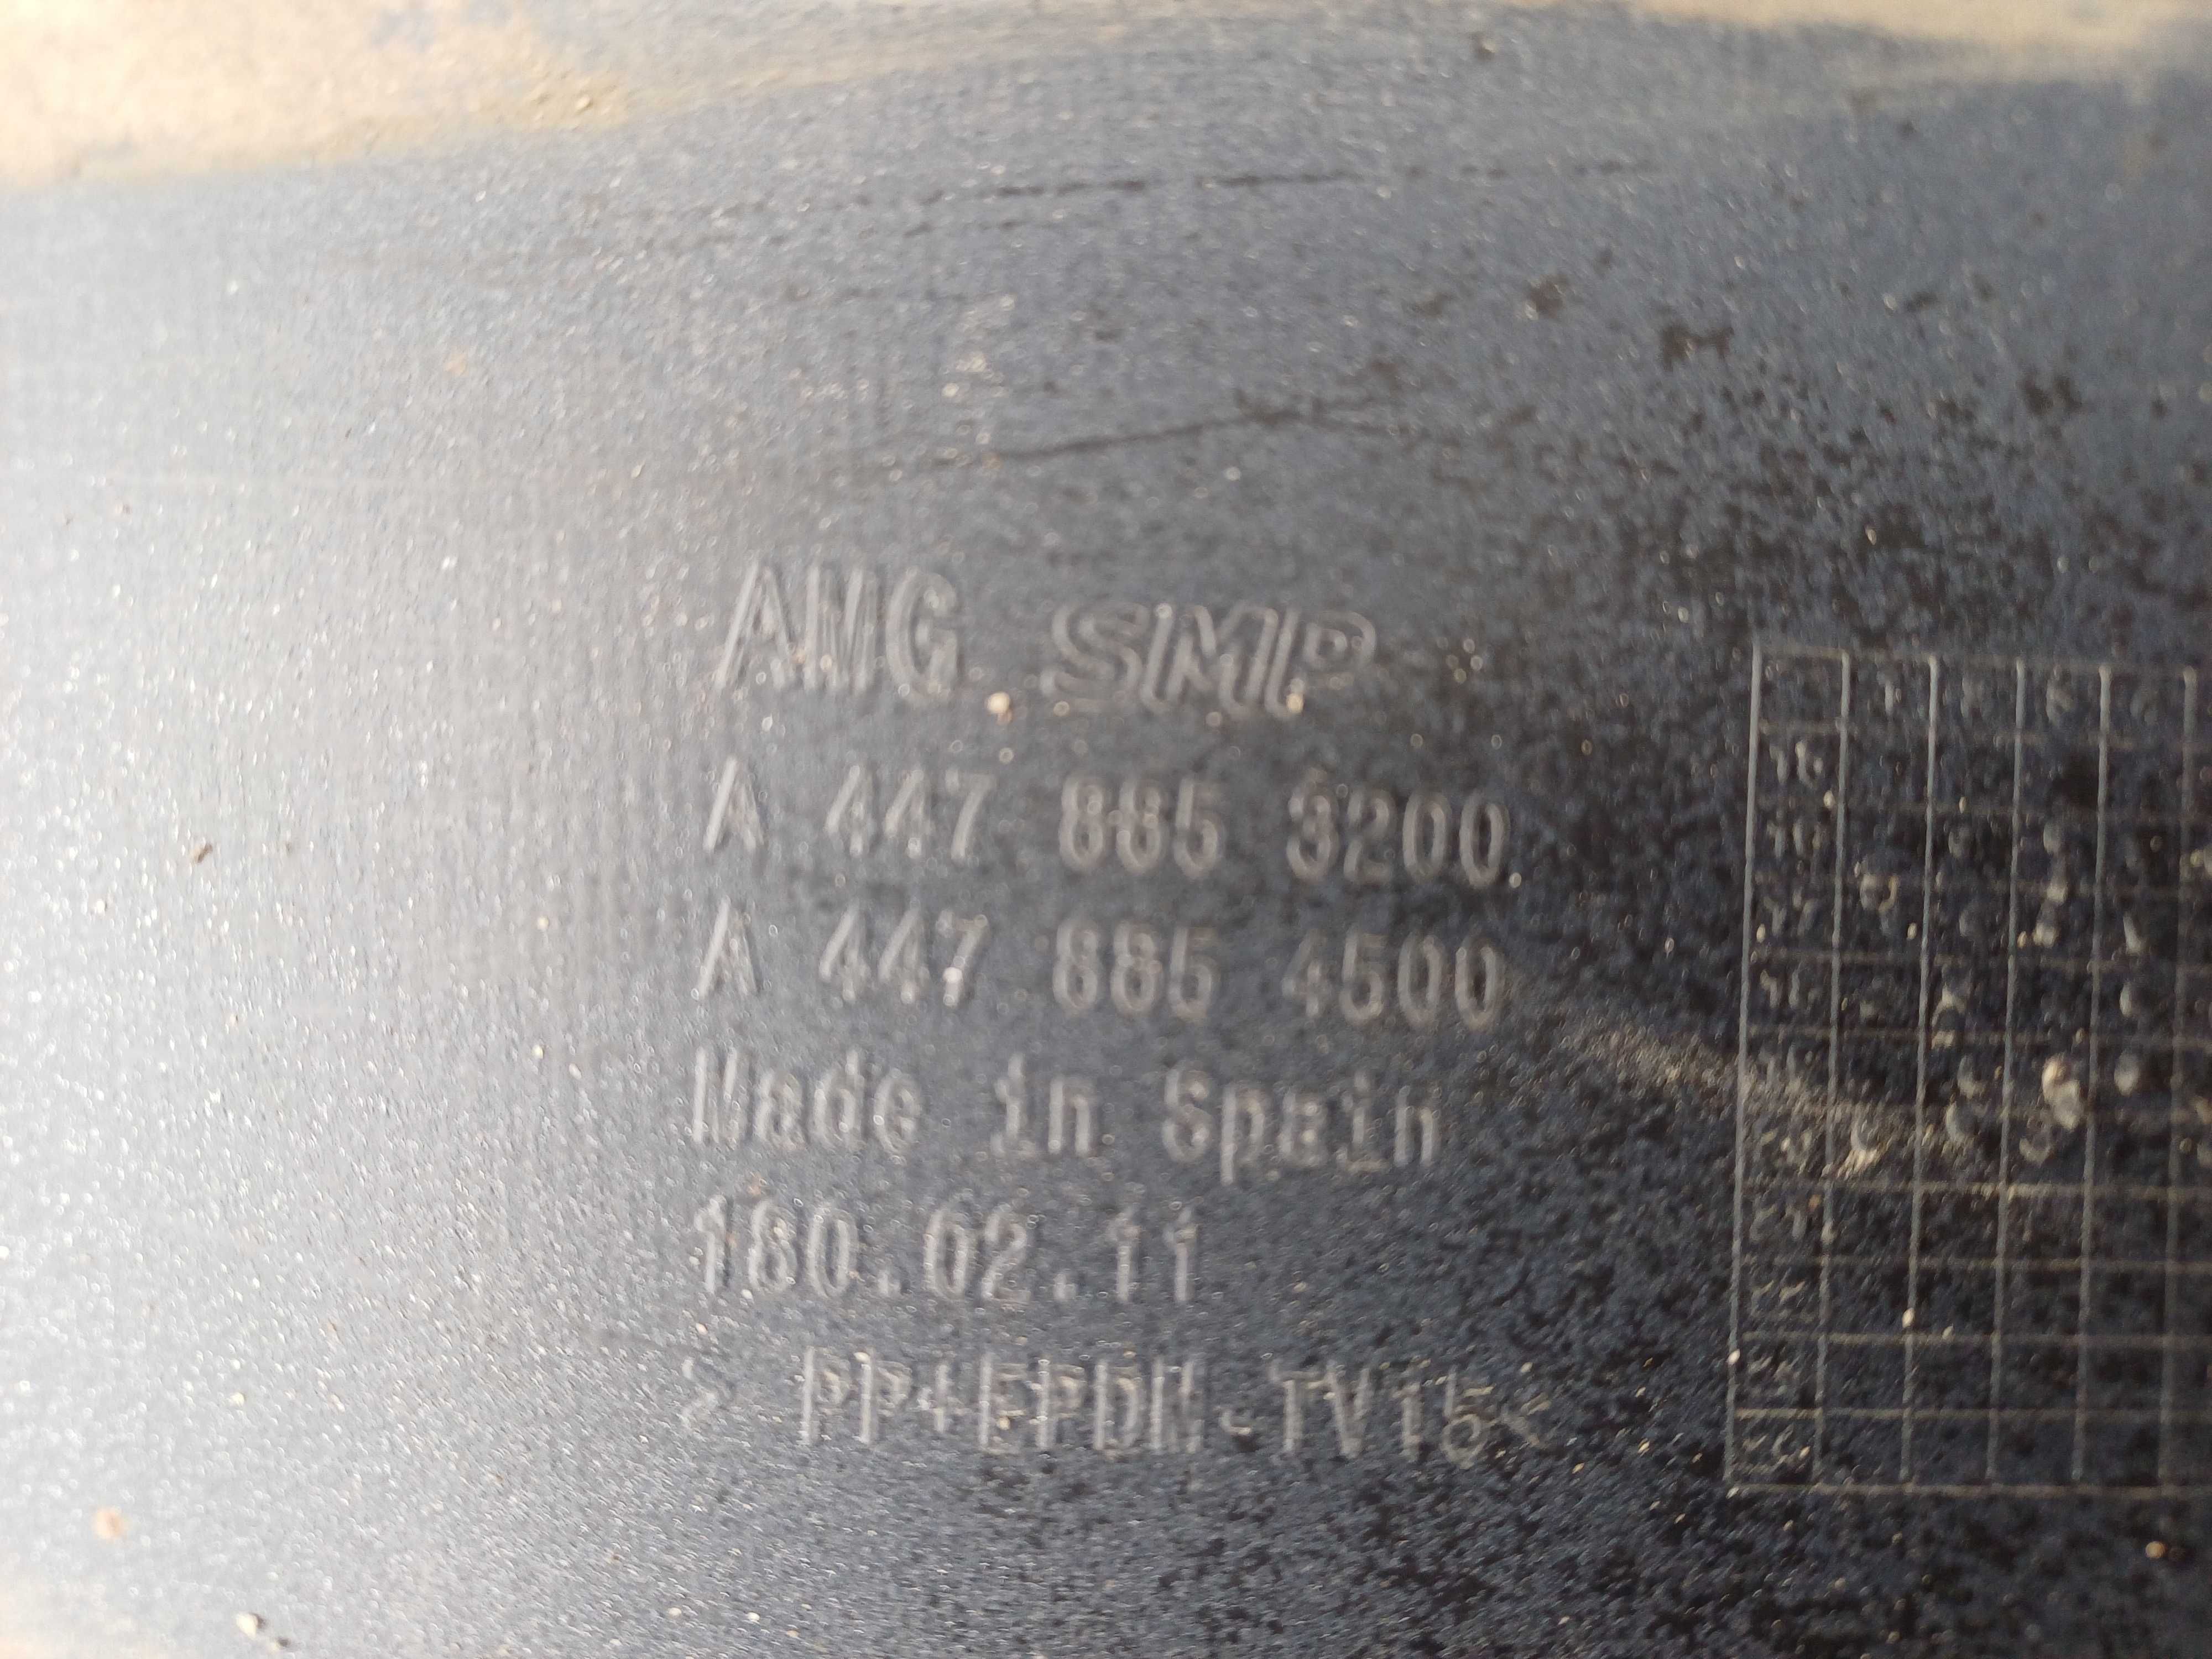 AMG SMP
A 447 885 3200
A 447 885 4500
Made in Spain
180.02.11
> PP+EPDM-TV15<